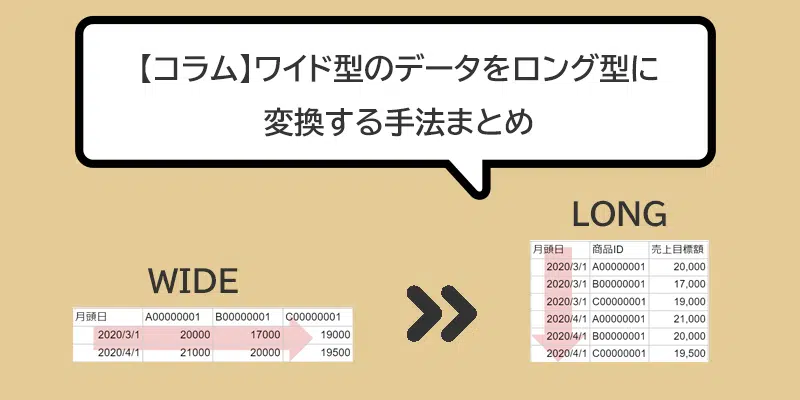 【コラム】ワイド型のデータをロング型に
変換する手法まとめ
WIDE
月頭日 A00000001 B00000001 C00000001
2020/3/1 20000 17000 19000
2020/4/1 21000 20000 19500
LONG
月頭日 商品ID 売上目標額
2020/3/1 A00000001 20,000
2020/3/1 B00000001 17,000
2020/3/1 C00000001 19,000
2020/4/1 A00000001 21,000
2020/4/1 B00000001 20,000
2020/4/1 C00000001 19,500